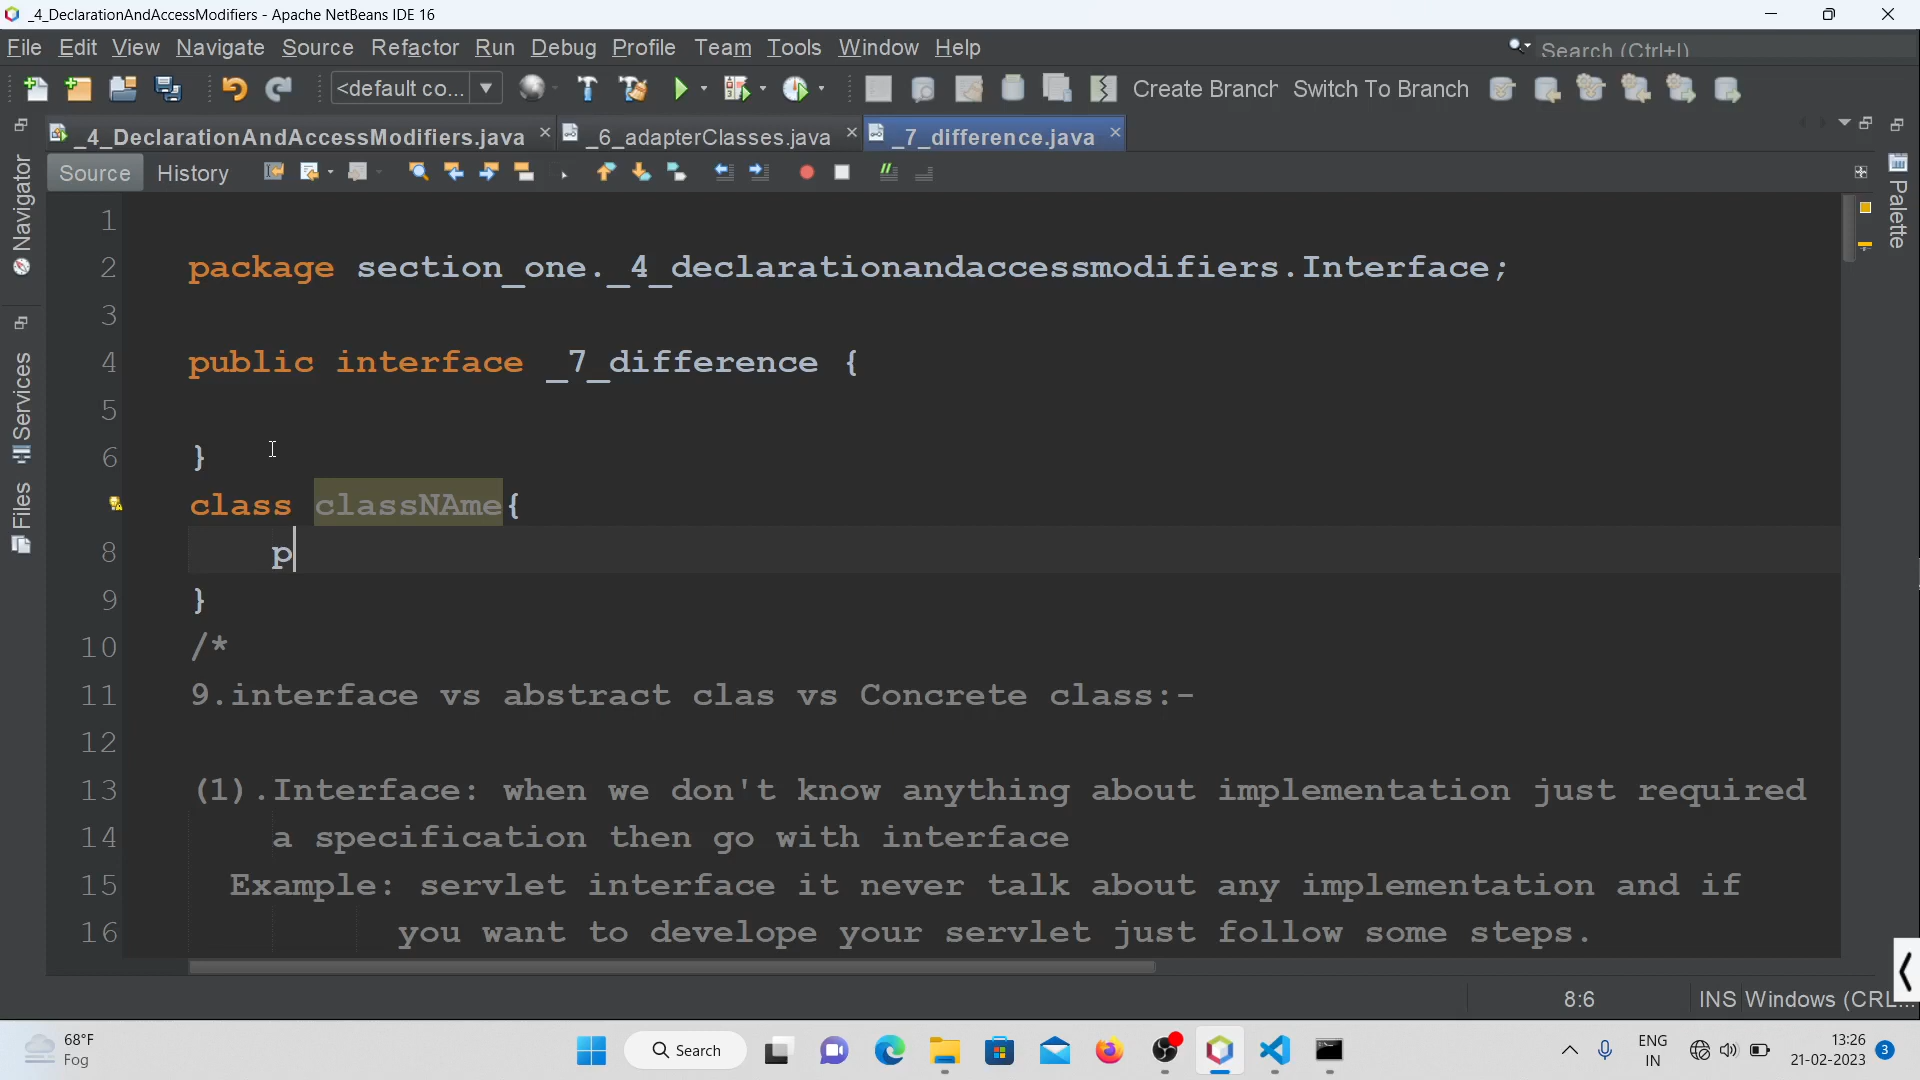 _4_DeclarationAndAccessModifiers - Apache NetBeans IDE 16
File Edit View Navigate Source Refactor Run Debug Profile Team Tools Window Help
Search (Ctrl+I)
<default co...
Create Branch Switch To Branch
_4_DeclarationAndAccessModifiers.java
_6_adapterClasses.java
_7_difference.java
Source History
Navigator
Services
Files
Palette
1
2 package section_one._4_declarationandaccessmodifiers.Interface;
3
4 public interface _7_difference {
5
6 }
class classNAme{
8 p
9 }
10 /*
11 9.interface vs abstract clas vs Concrete class:-
12
13 (1).Interface: when we don't know anything about implementation just required
14 a specification then go with interface
15 Example: servlet interface it never talk about any implementation and if
16 you want to develope your servlet just follow some steps.
8:6 INS Windows (CRL...
68°F
Fog
Search
ENG
IN
13:26
21-02-2023
3